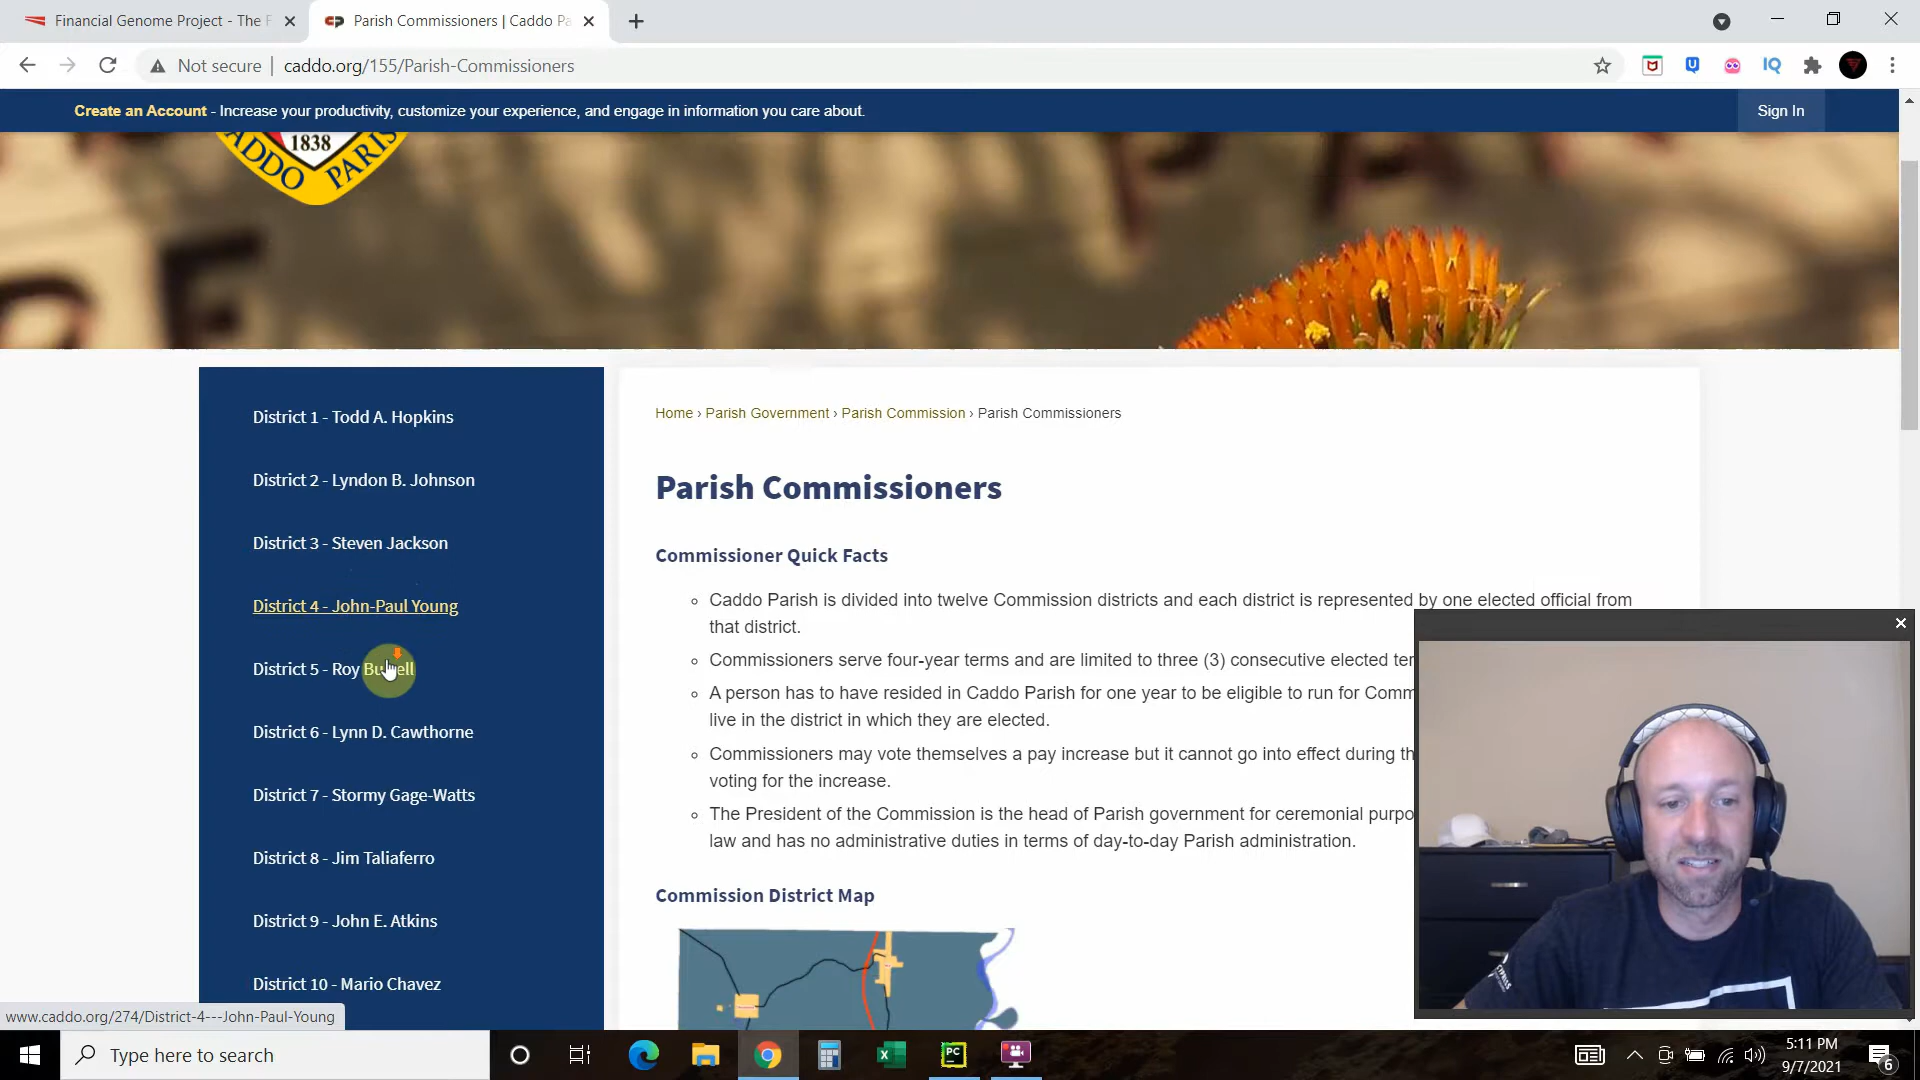 Financial Genome Project - The F
Parish Commissioners | Caddo Pa
Not secure | caddo.org/155/Parish-Commissioners
Create an Account - Increase your productivity, customize your experience, and engage in information you care about.
Sign In
1838
CADDO PARISH
District 1 - Todd A. Hopkins
District 2 - Lyndon B. Johnson
District 3 - Steven Jackson
District 4 - John-Paul Young
District 5 - Roy Burrell
District 6 - Lynn D. Cawthorne
District 7 - Stormy Gage-Watts
District 8 - Jim Taliaferro
District 9 - John E. Atkins
District 10 - Mario Chavez
Home › Parish Government › Parish Commission › Parish Commissioners
Parish Commissioners
Commissioner Quick Facts
Caddo Parish is divided into twelve Commission districts and each district is represented by one elected official from
that district.
Commissioners serve four-year terms and are limited to three (3) consecutive elected ter
A person has to have resided in Caddo Parish for one year to be eligible to run for Comm
live in the district in which they are elected.
Commissioners may vote themselves a pay increase but it cannot go into effect during th
voting for the increase.
The President of the Commission is the head of Parish government for ceremonial purpo
law and has no administrative duties in terms of day-to-day Parish administration.
Commission District Map
www.caddo.org/274/District-4---John-Paul-Young
Type here to search
5:11 PM
9/7/2021
6